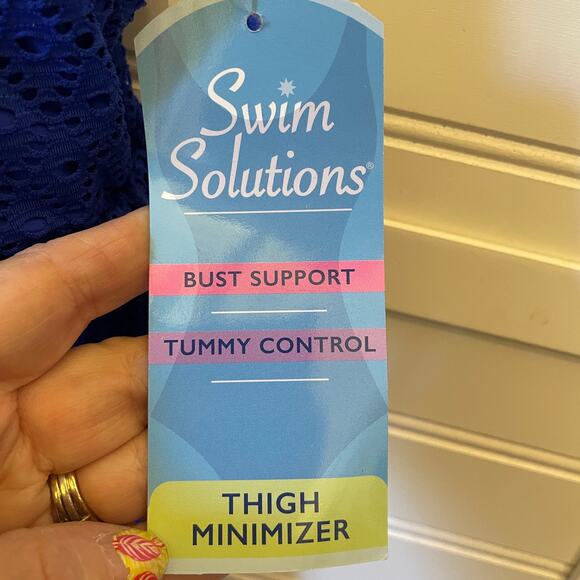 Swim
Solutions®
BUST SUPPORT
TUMMY CONTROL
THIGH
MINIMIZER